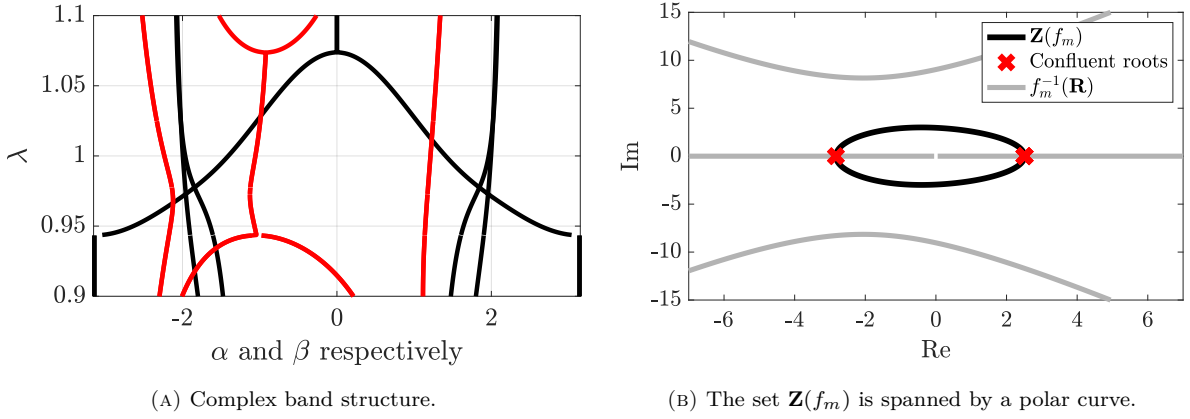 1.1
1.05
1
0.95
0.9
λ
-2
0
2
α and β respectively
(A) Complex band structure.
15
10
5
0
-5
-10
-15
Im
-6
-4
-2
0
2
4
6
Re
Z(f_m)
Confluent roots
f_m^{-1}(R)
(B) The set Z(f_m) is spanned by a polar curve.